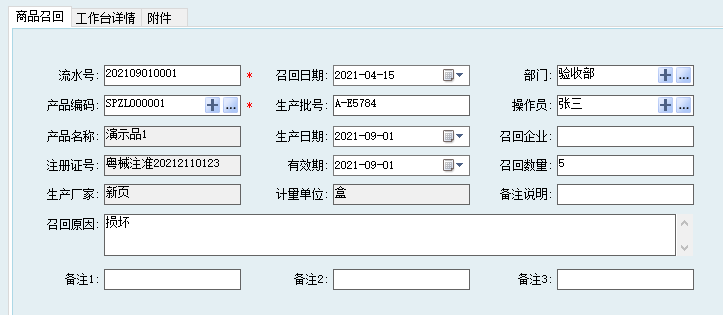 商品召回 工作台详情 附件
流水号: 202109010001 * 召回日期: 2021-04-15 部门: 验收部
产品编码: SPZL000001 * 生产批号: A-E5784 操作员: 张三
产品名称: 演示品1 生产日期: 2021-09-01 召回企业:
注册证号: 粤械注准20212110123 有效期: 2021-09-01 召回数量: 5
生产厂家: 新页 计量单位: 盒 备注说明:
召回原因: 损坏
备注1: 备注2: 备注3: